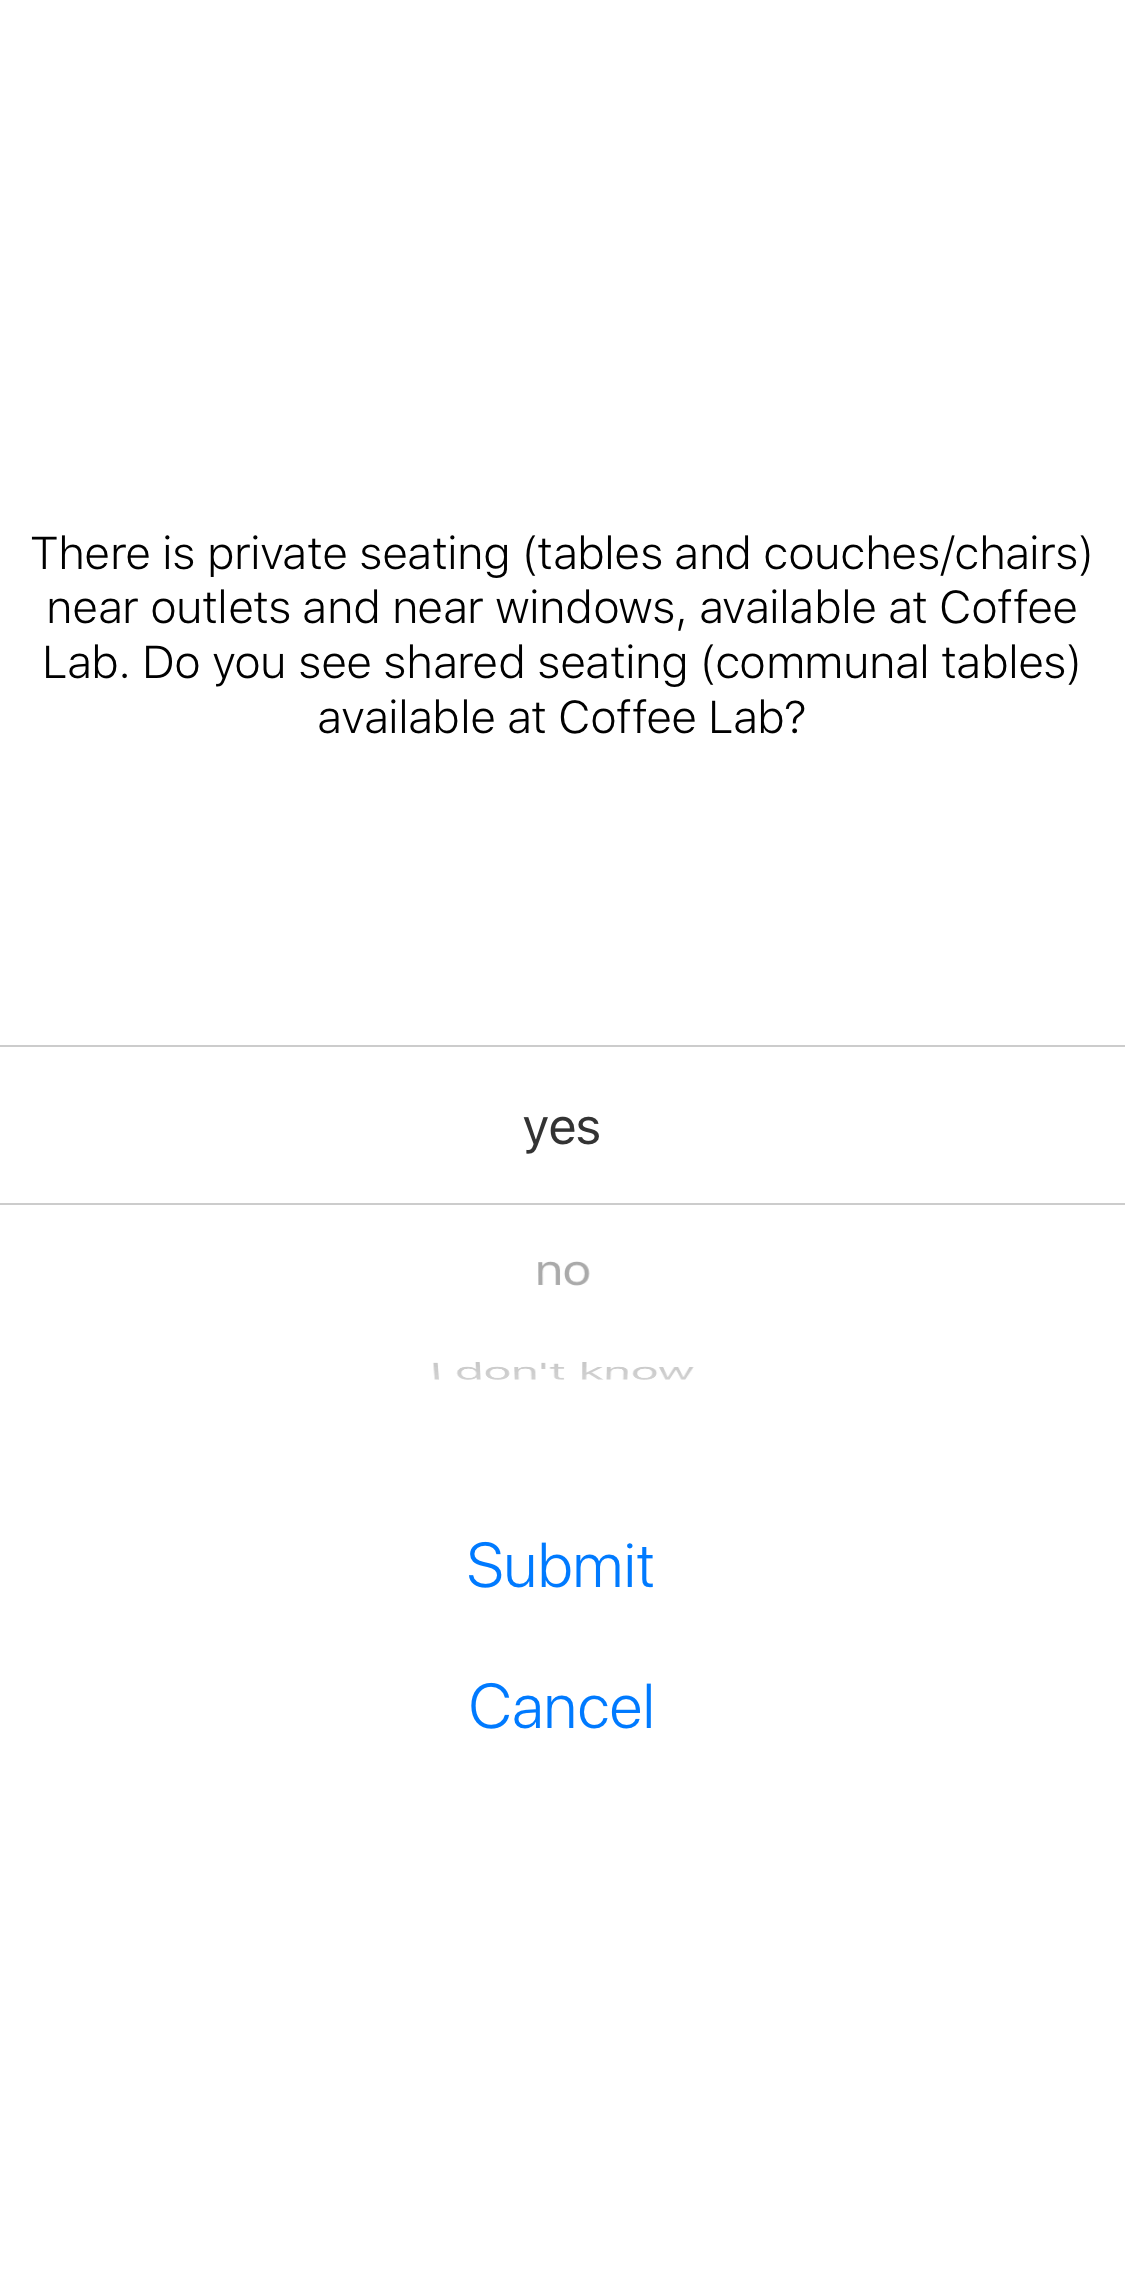 There is private seating (tables and couches/chairs)
near outlets and near windows, available at Coffee
Lab. Do you see shared seating (communal tables)
available at Coffee Lab?
yes
no
I don't know
Submit
Cancel